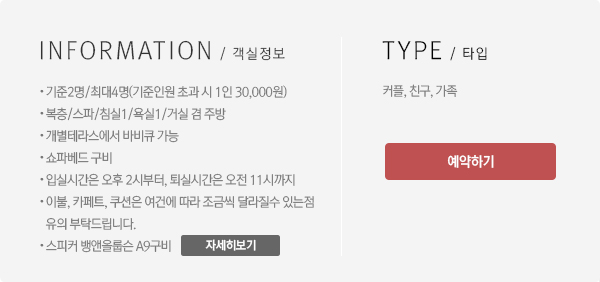 INFORMATION / 객실정보
• 기준2명/최대4명(기준인원 초과 시 1인 30,000원)
• 복층/스파/침실1/욕실1/거실 겸 주방
• 개별테라스에서 바비큐 가능
• 쇼파베드 구비
• 입실시간은 오후 2시부터, 퇴실시간은 오전 11시까지
• 이불, 카페트, 쿠션은 여건에 따라 조금씩 달라질수 있는점
유의 부탁드립니다.
• 스피커 뱅앤올룹슨 A9구비 자세히보기
TYPE / 타입
커플, 친구, 가족
예약하기